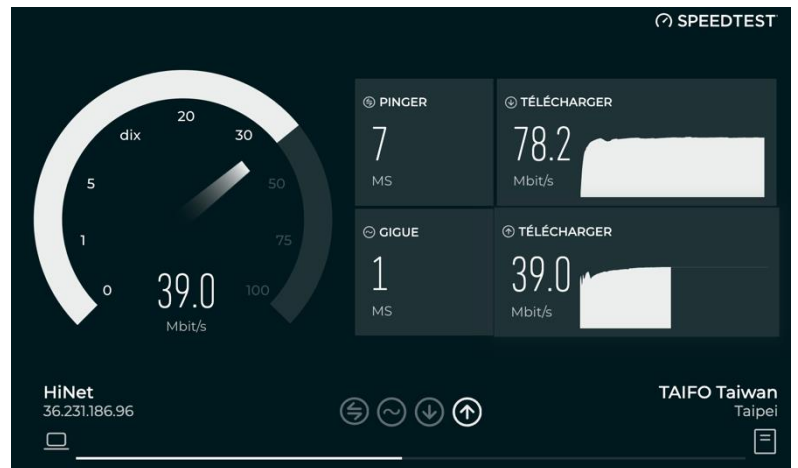 SPEEDTEST
PINGER
7
MS
TÉLÉCHARGER
78.2
Mbit/s
GIGUE
1
MS
TÉLÉCHARGER
39.0
Mbit/s
0
1
5
dix
20
30
50
75
100
39.0
Mbit/s
HiNet
36.231.186.96
TAIFO Taiwan
Taipei